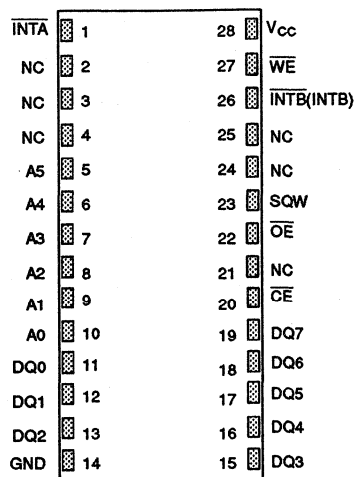 INTA 1 28 VCC
NC 2 27 WE
NC 3 26 INTB(INTB)
NC 4 25 NC
A5 5 24 NC
A4 6 23 SQW
A3 7 22 OE
A2 8 21 NC
A1 9 20 CE
A0 10 19 DQ7
DQ0 11 18 DQ6
DQ1 12 17 DQ5
DQ2 13 16 DQ4
GND 14 15 DQ3